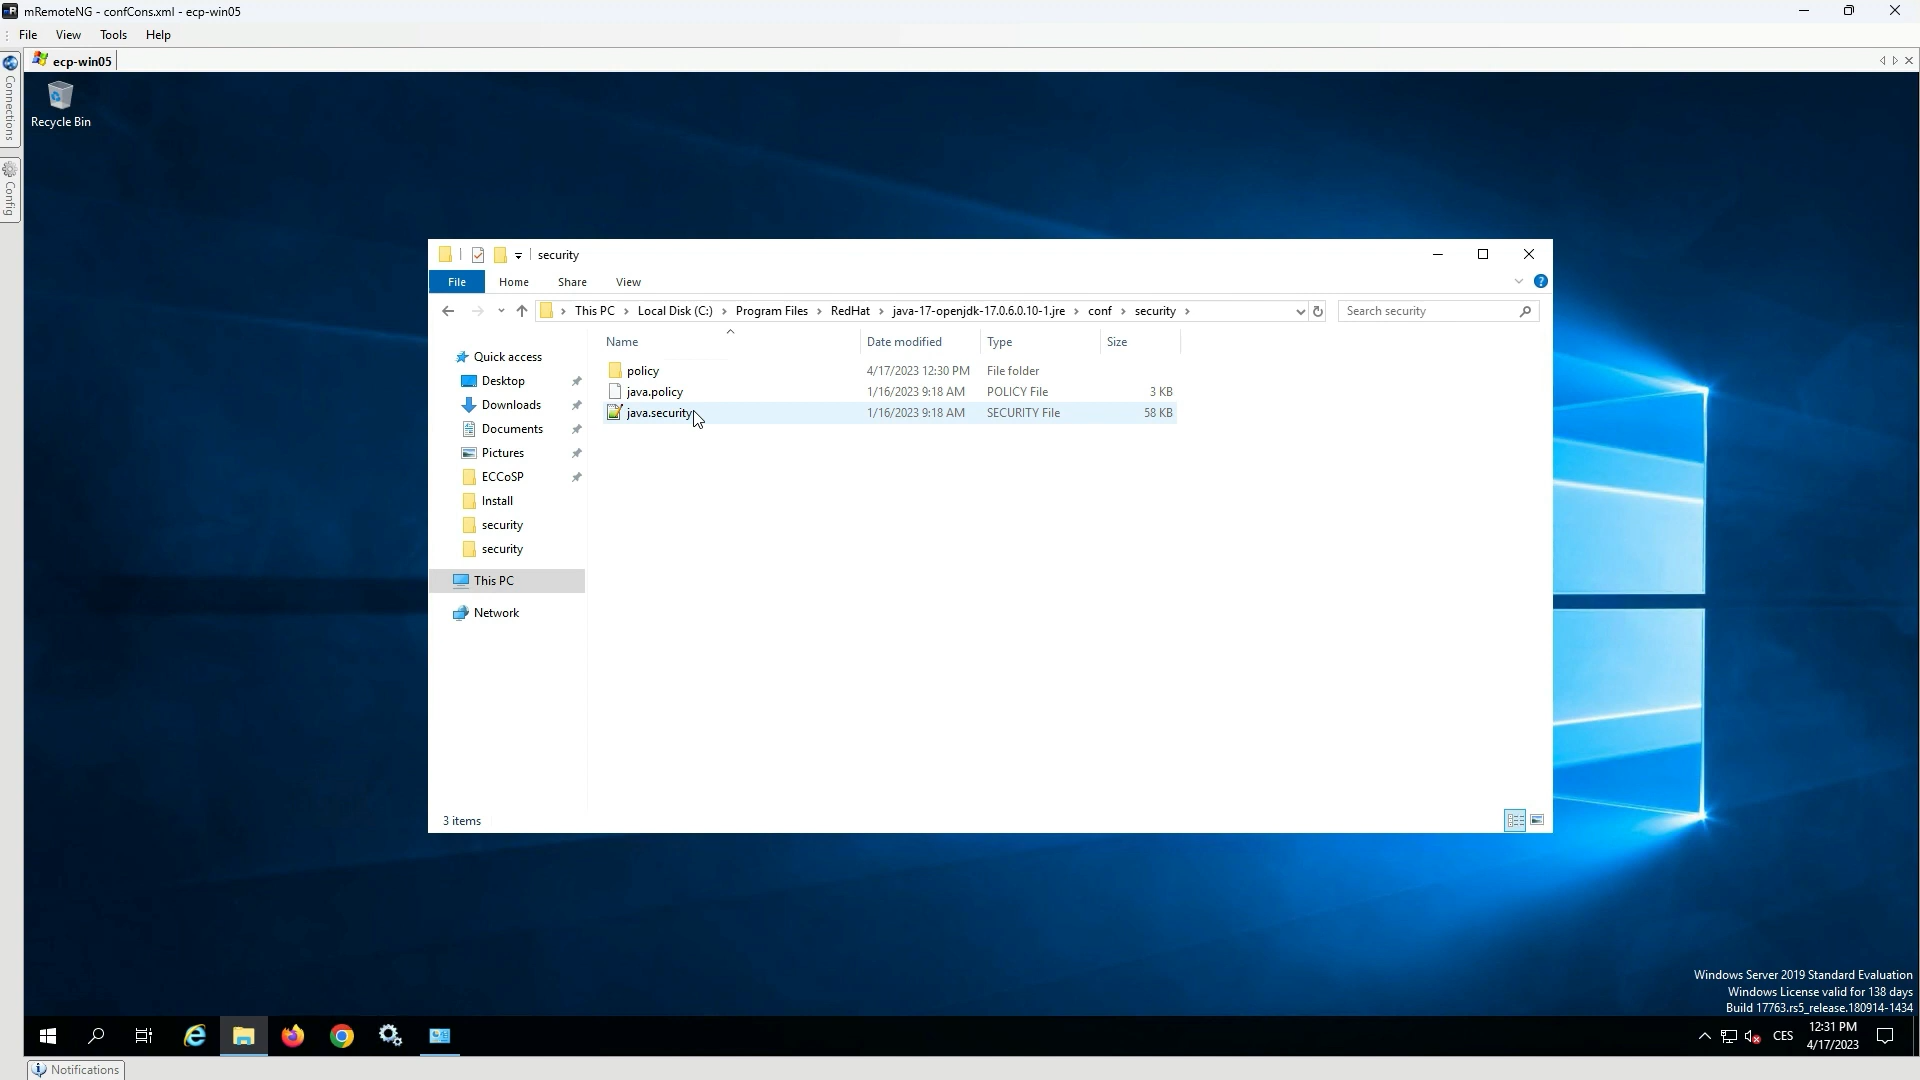 mRemoteNG - confCons.xml - ecp-win05
File View Tools Help
ecp-win05
Connections
Config
Recycle Bin
security
File Home Share View
This PC Local Disk (C:) Program Files RedHat java-17-openjdk-17.0.6.0.10-1.jre conf security
Search security
Name Date modified Type Size
policy 4/17/2023 12:30 PM File folder
java.policy 1/16/2023 9:18 AM POLICY File 3 KB
java.security 1/16/2023 9:18 AM SECURITY File 58 KB
Quick access
Desktop
Downloads
Documents
Pictures
ECCoSP
Install
security
security
This PC
Network
3 items
Windows Server 2019 Standard Evaluation
Windows License valid for 138 days
Build 17763.rs5_release.180914-1434
CES
12:31 PM
4/17/2023
Notifications